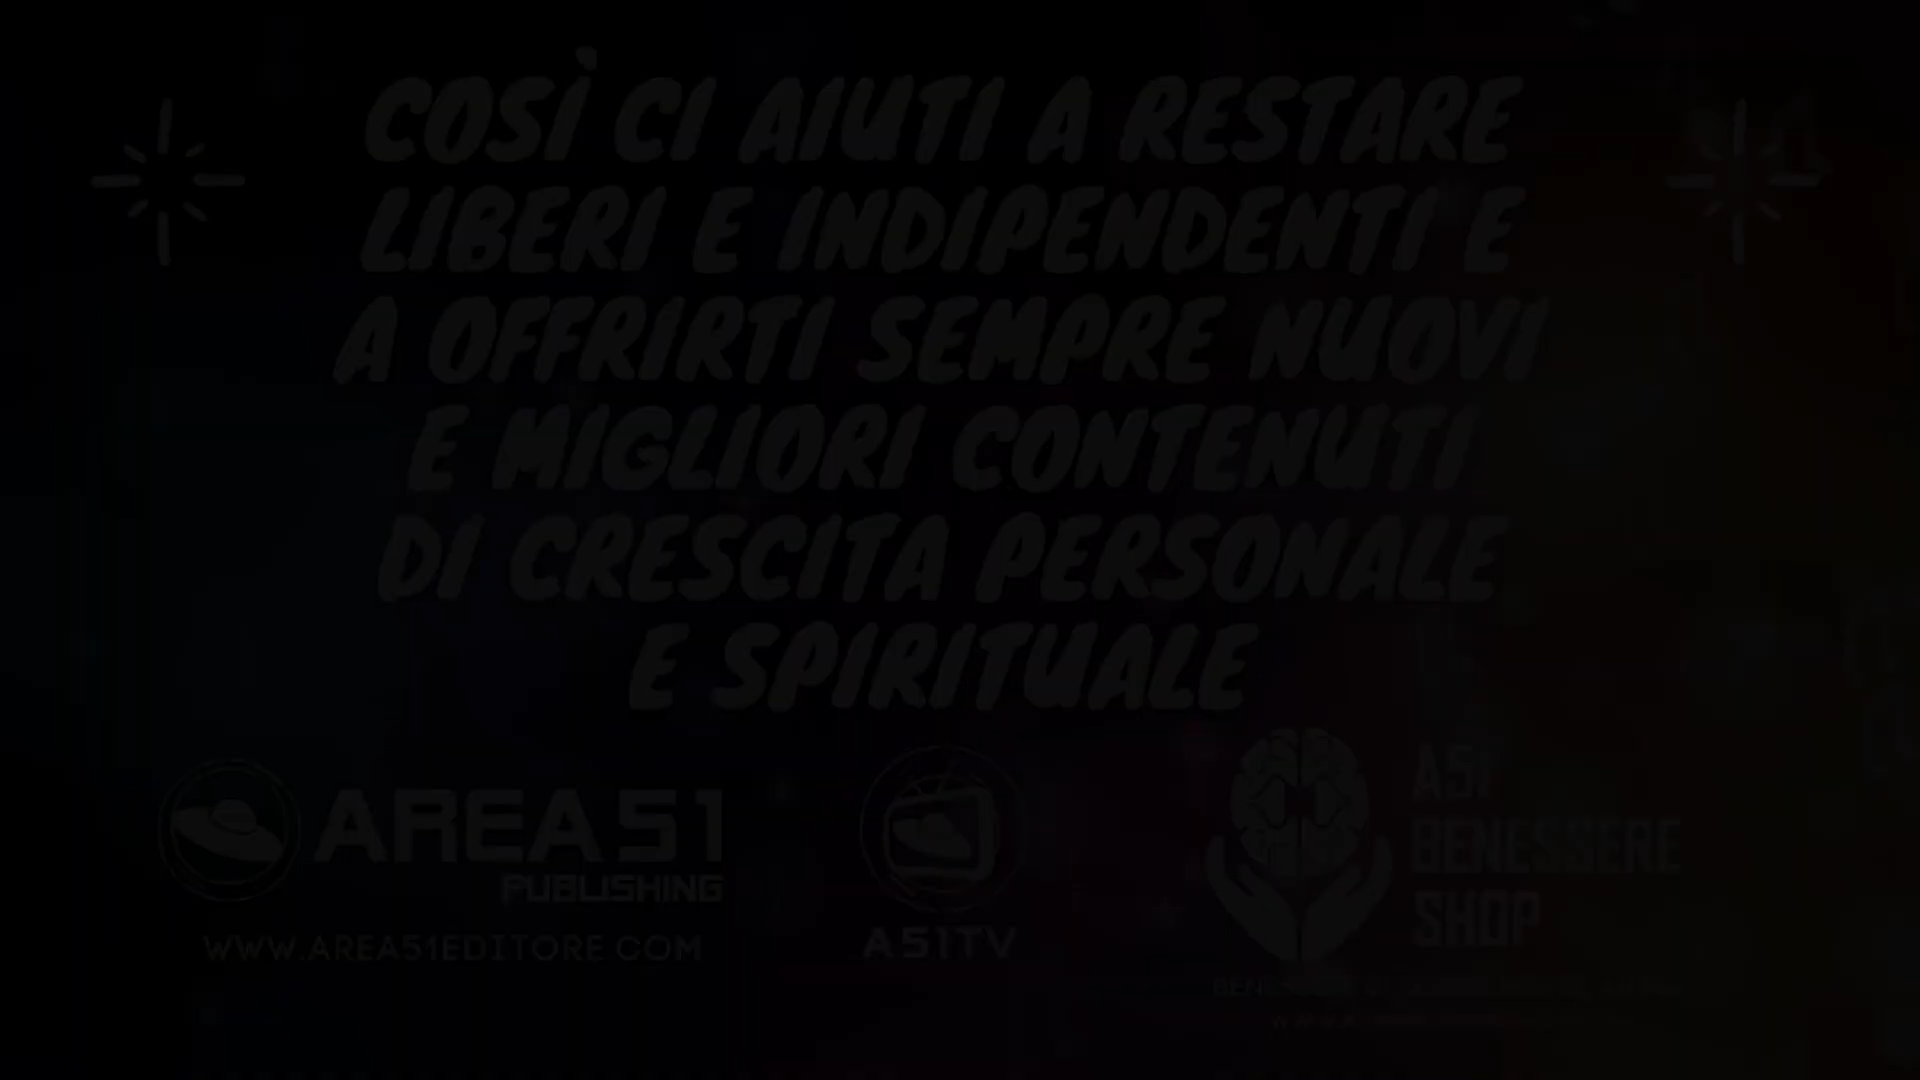 COSÌ CI AIUTI A RESTARE
LIBERI E INDIPENDENTI E
A OFFRIRTI SEMPRE NUOVI
E MIGLIORI CONTENUTI
DI CRESCITA PERSONALE
E SPIRITUALE
AREA51
PUBLISHING
WWW.AREA51EDITORE.COM
A51TV
A51
BENESSERE
SHOP